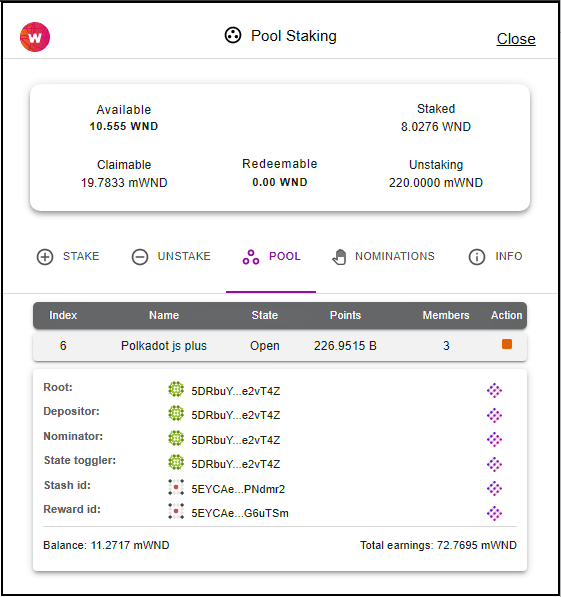 W
Pool Staking
Close
Available
10.555 WND
Staked
8.0276 WND
Claimable
19.7833 mWND
Redeemable
0.00 WND
Unstaking
220.0000 mWND
STAKE UNSTAKE POOL NOMINATIONS INFO
Index Name State Points Members Action
6 Polkadot js plus Open 226.9515 B 3
Root: 5DRbuY...e2vT4Z
Depositor: 5DRbuY...e2vT4Z
Nominator: 5DRbuY...e2vT4Z
State toggler: 5DRbuY...e2vT4Z
Stash id: 5EYCAe...PNdmr2
Reward id: 5EYCAe...G6uTSm
Balance: 11.2717 mWND Total earnings: 72.7695 mWND